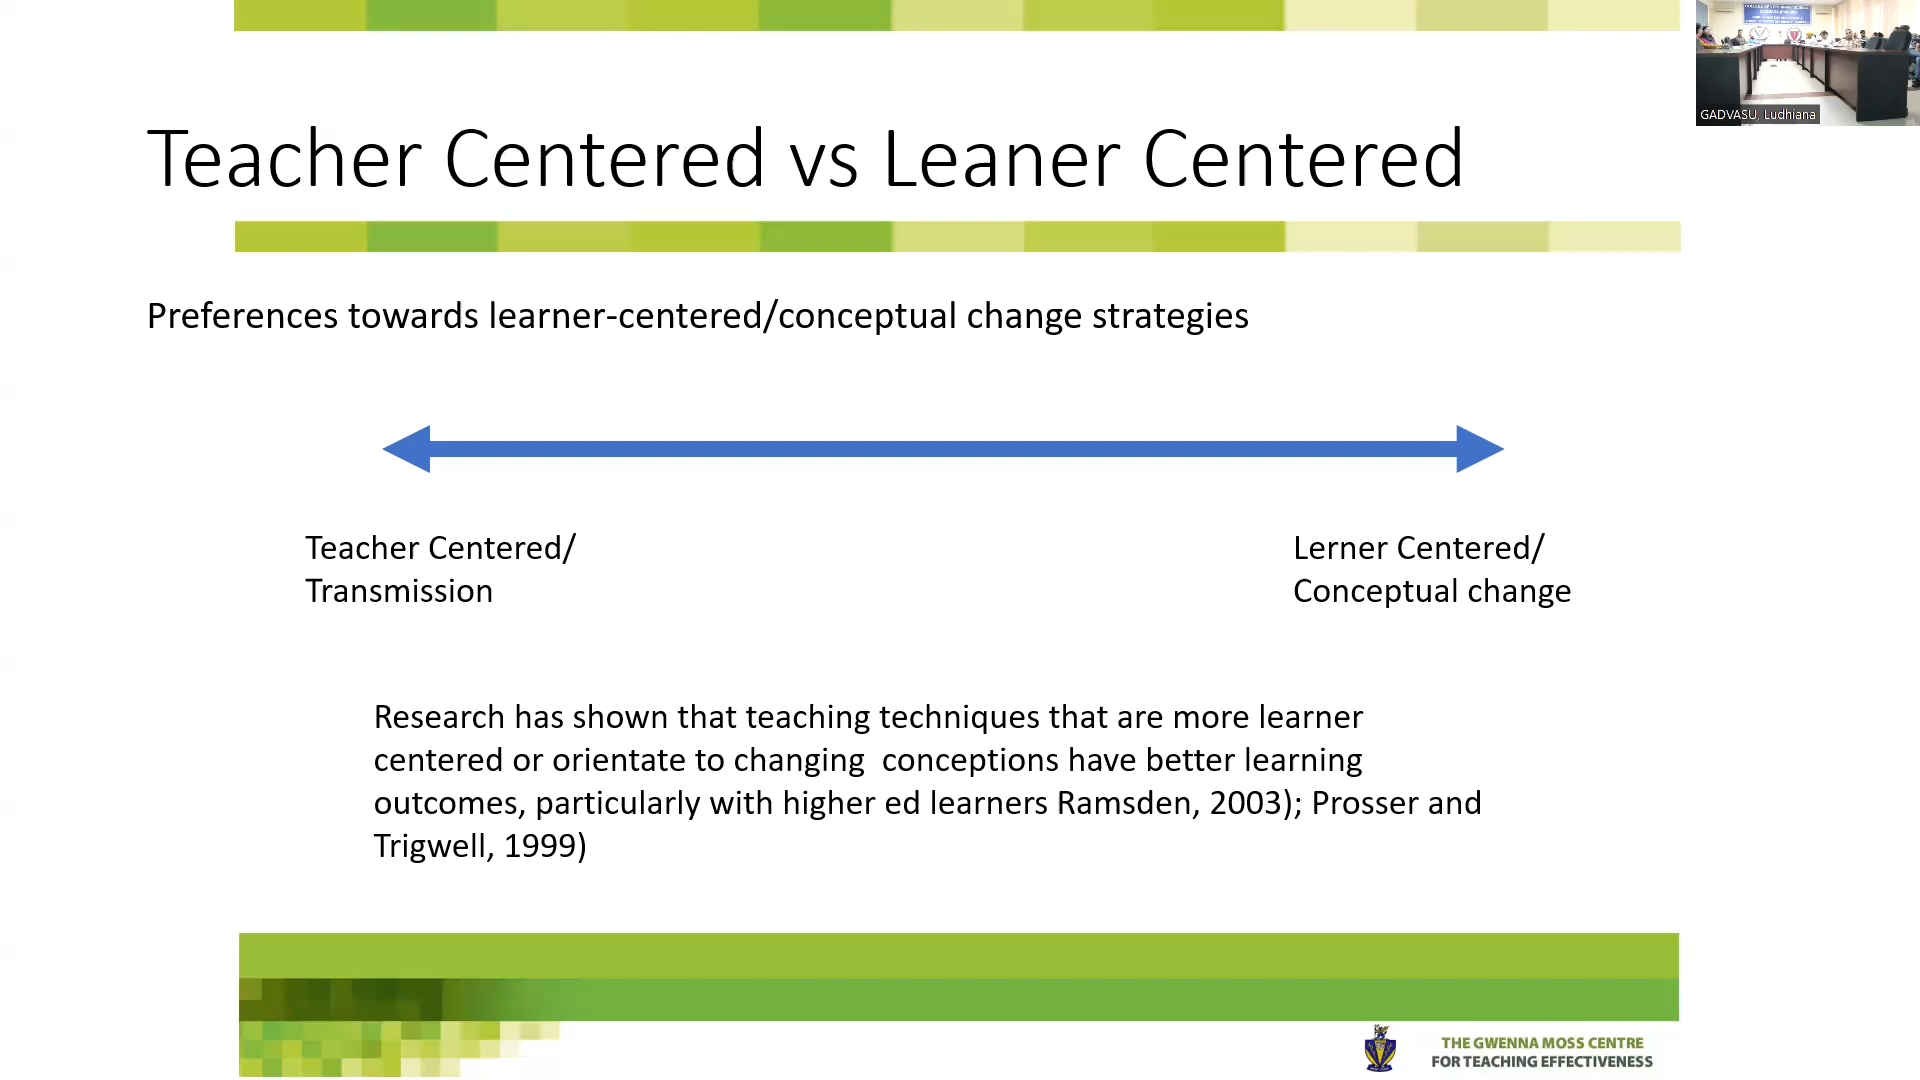 Teacher Centered vs Leaner Centered
GADVASU, Ludhiana
Preferences towards learner-centered/conceptual change strategies
Teacher Centered/
Transmission
Lerner Centered/
Conceptual change
Research has shown that teaching techniques that are more learner
centered or orientate to changing  conceptions have better learning
outcomes, particularly with higher ed learners Ramsden, 2003); Prosser and
Trigwell, 1999)
THE GWENNA MOSS CENTRE
FOR TEACHING EFFECTIVENESS